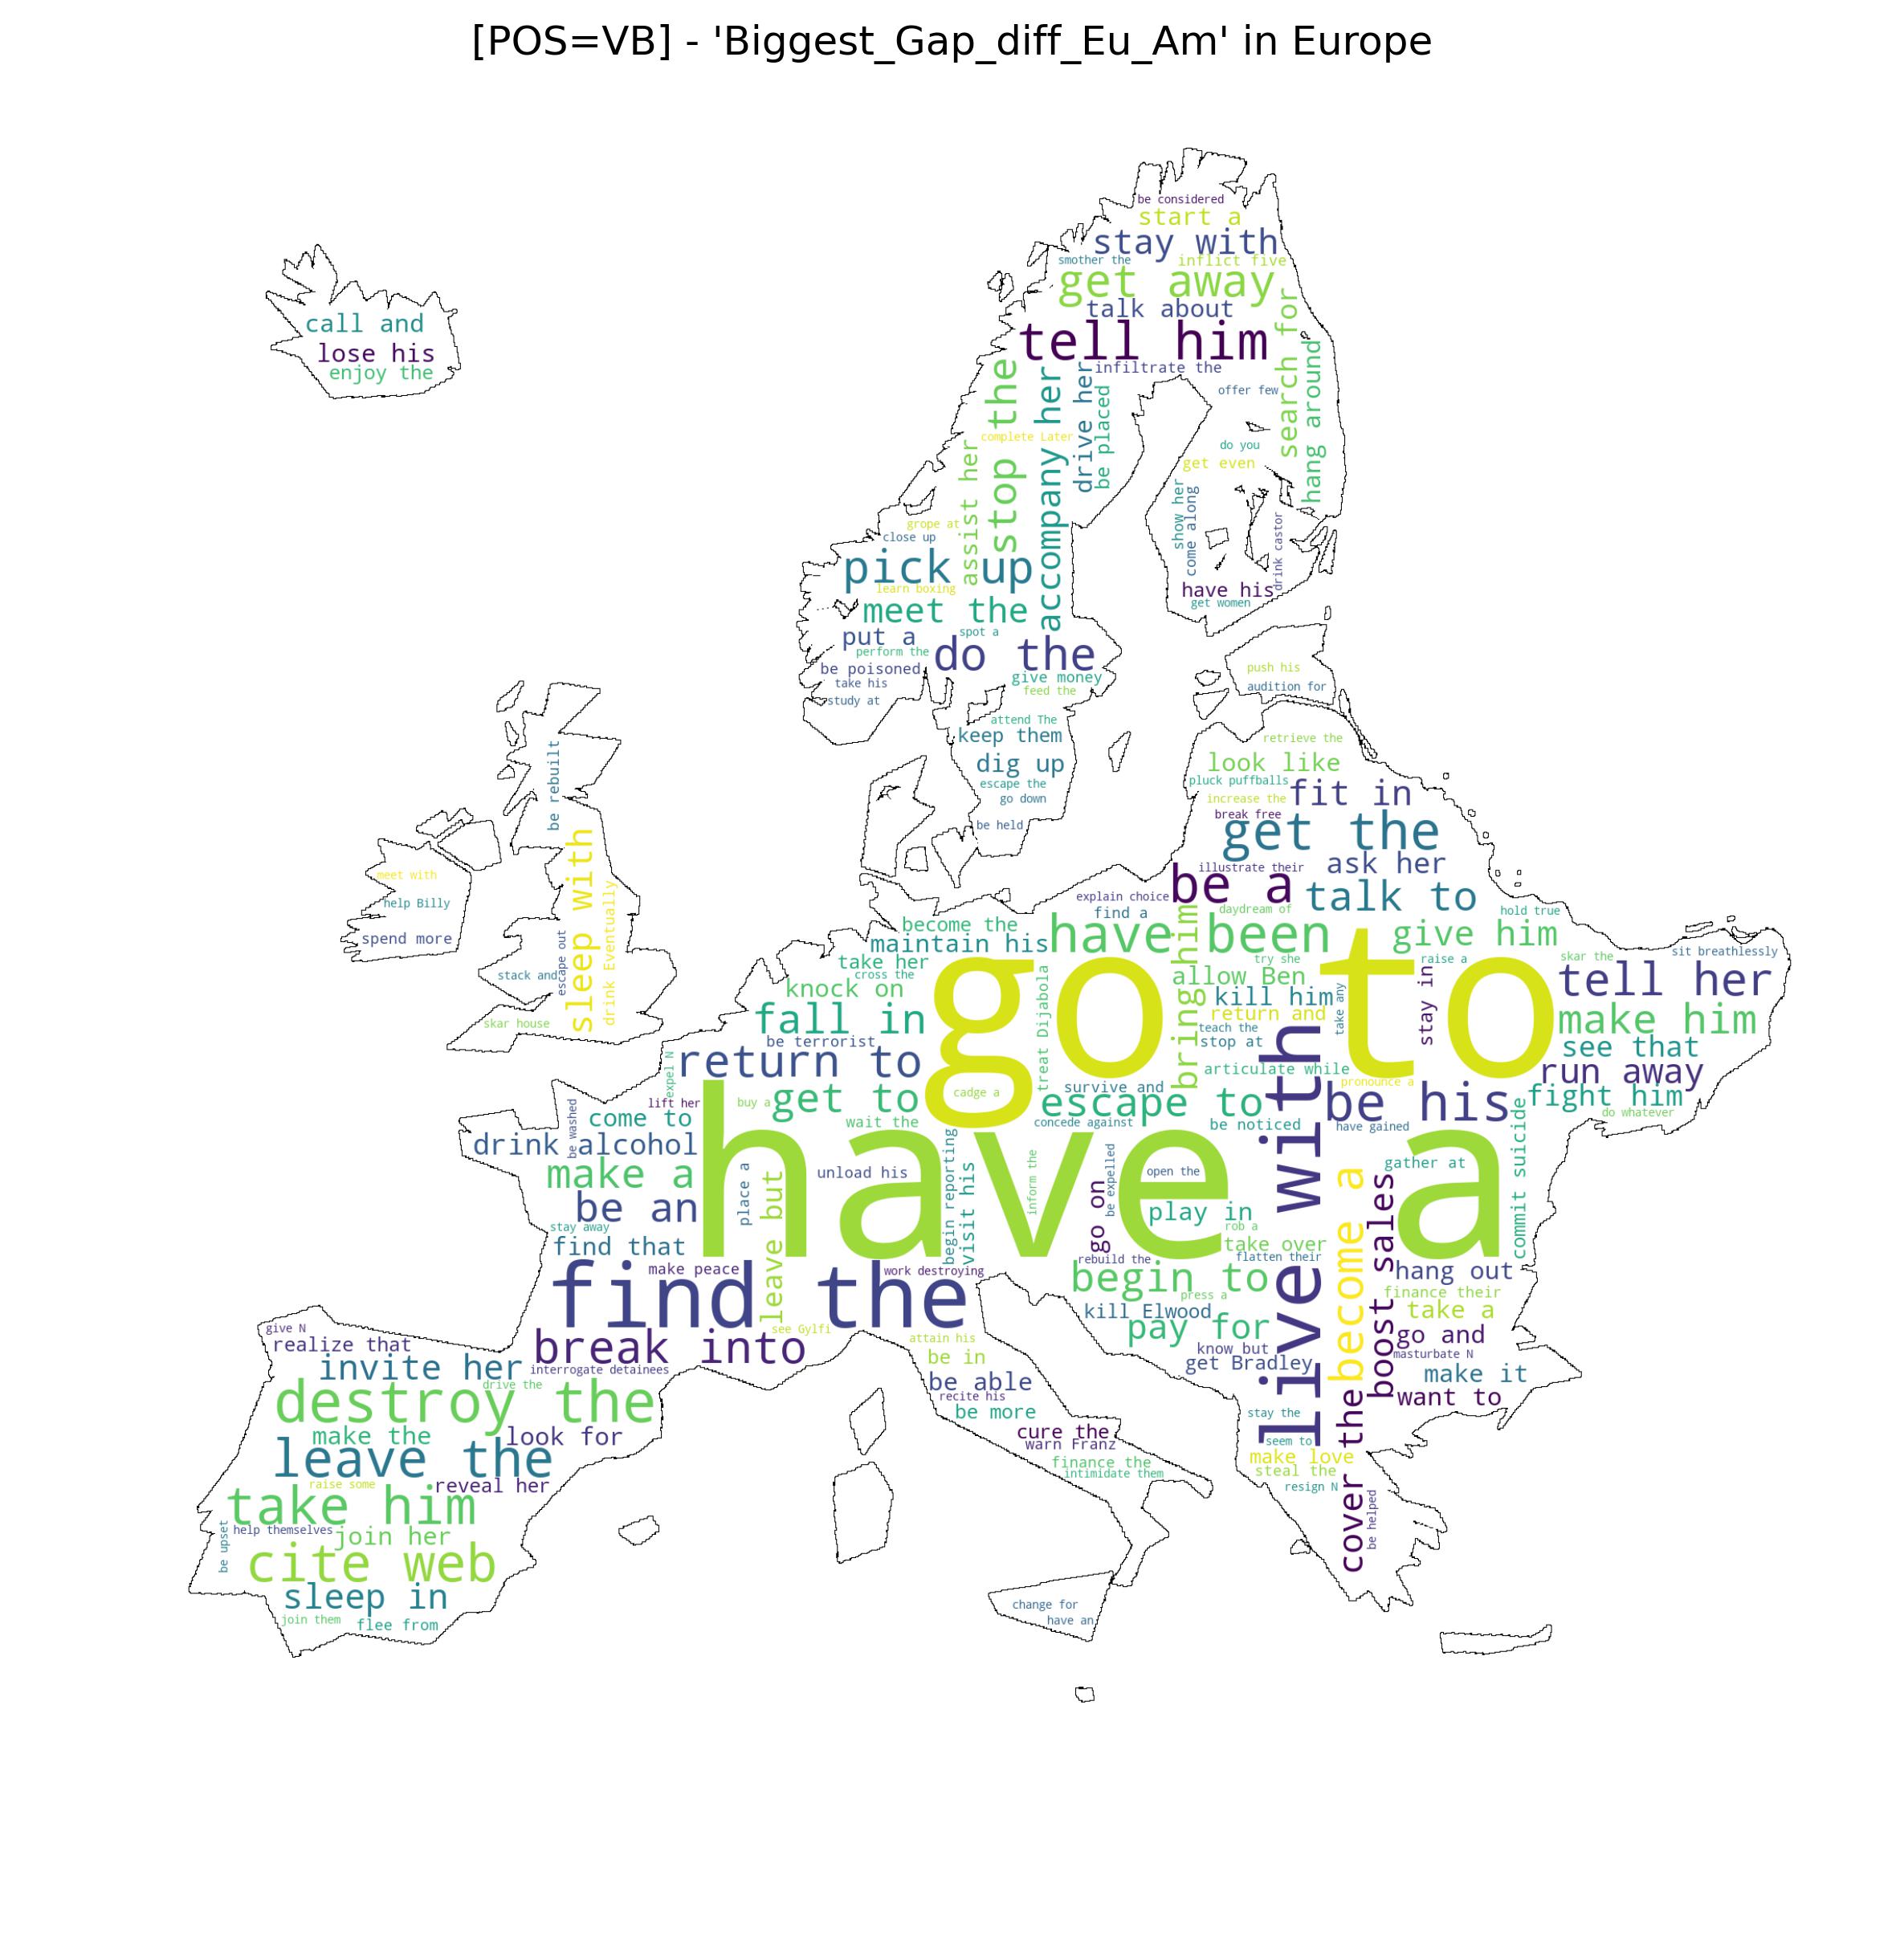 [POS=VB] - 'Biggest_Gap_diff_Eu_Am' in Europe
be considered
start a
stay with
smother the
inflict five
get away
talk about
tell him
infiltrate the
search for
hang around
offer few
call and
lose his
enjoy the
stop the
accompany her
drive her
be placed
complete Later
assist her
do you
get even
show her
come along
drink castor
grope at
close up
pick up
learn boxing
have his
get women
meet the
spot a
put a
perform the
do the
be poisoned
take his
study at
give money
feed the
push his
audition for
attend The
keep them
dig up
escape the
go down
be held
be rebuilt
sleep with
drink Eventually
escape out
stack and
skar house
meet with
help Billy
spend more
retrieve the
look like
pluck puffballs
increase the
fit in
break free
get the
illustrate their
ask her
explain choice
be a
talk to
find a
daydream of
hold true
become the
maintain his
have been
bring him
give him
take her
cross the
try she
raise a
skar the
sit breathlessly
knock on
allow Ben
tell her
go to
kill him
return and
take any
stay in
fall in
treat Dijabola
teach the
make him
be terrorist
stop at
see that
return to
articulate while
run away
expel N
survive and
pronounce a
live with
get to
cadge a
escape to
be his
fight him
do whatever
lift her
buy a
come to
be washed
wait the
concede against
be noticed
have gained
commit suicide
drink alcohol
have a
make a
place a
leave but
unload his
begin reporting
visit his
inform the
be expelled
go on
open the
gather at
be an
play in
become a
boost sales
stay away
rob a
find that
take over
rebuild the
flatten their
make peace
work destroying
hang out
find the
begin to
finance their
press a
kill Elwood
take a
see Gylfi
pay for
give N
realize that
break into
attain his
know but
go and
be in
get Bradley
masturbate N
invite her
interrogate detainees
make it
drive the
be able
recite his
want to
destroy the
be more
stay the
make the
look for
cure the
warn Franz
seem to
cover the
leave the
make love
finance the
steal the
intimidate them
raise some
reveal her
resign N
take him
be helped
be upset
help themselves
join her
cite web
sleep in
join them
flee from
change for
have an